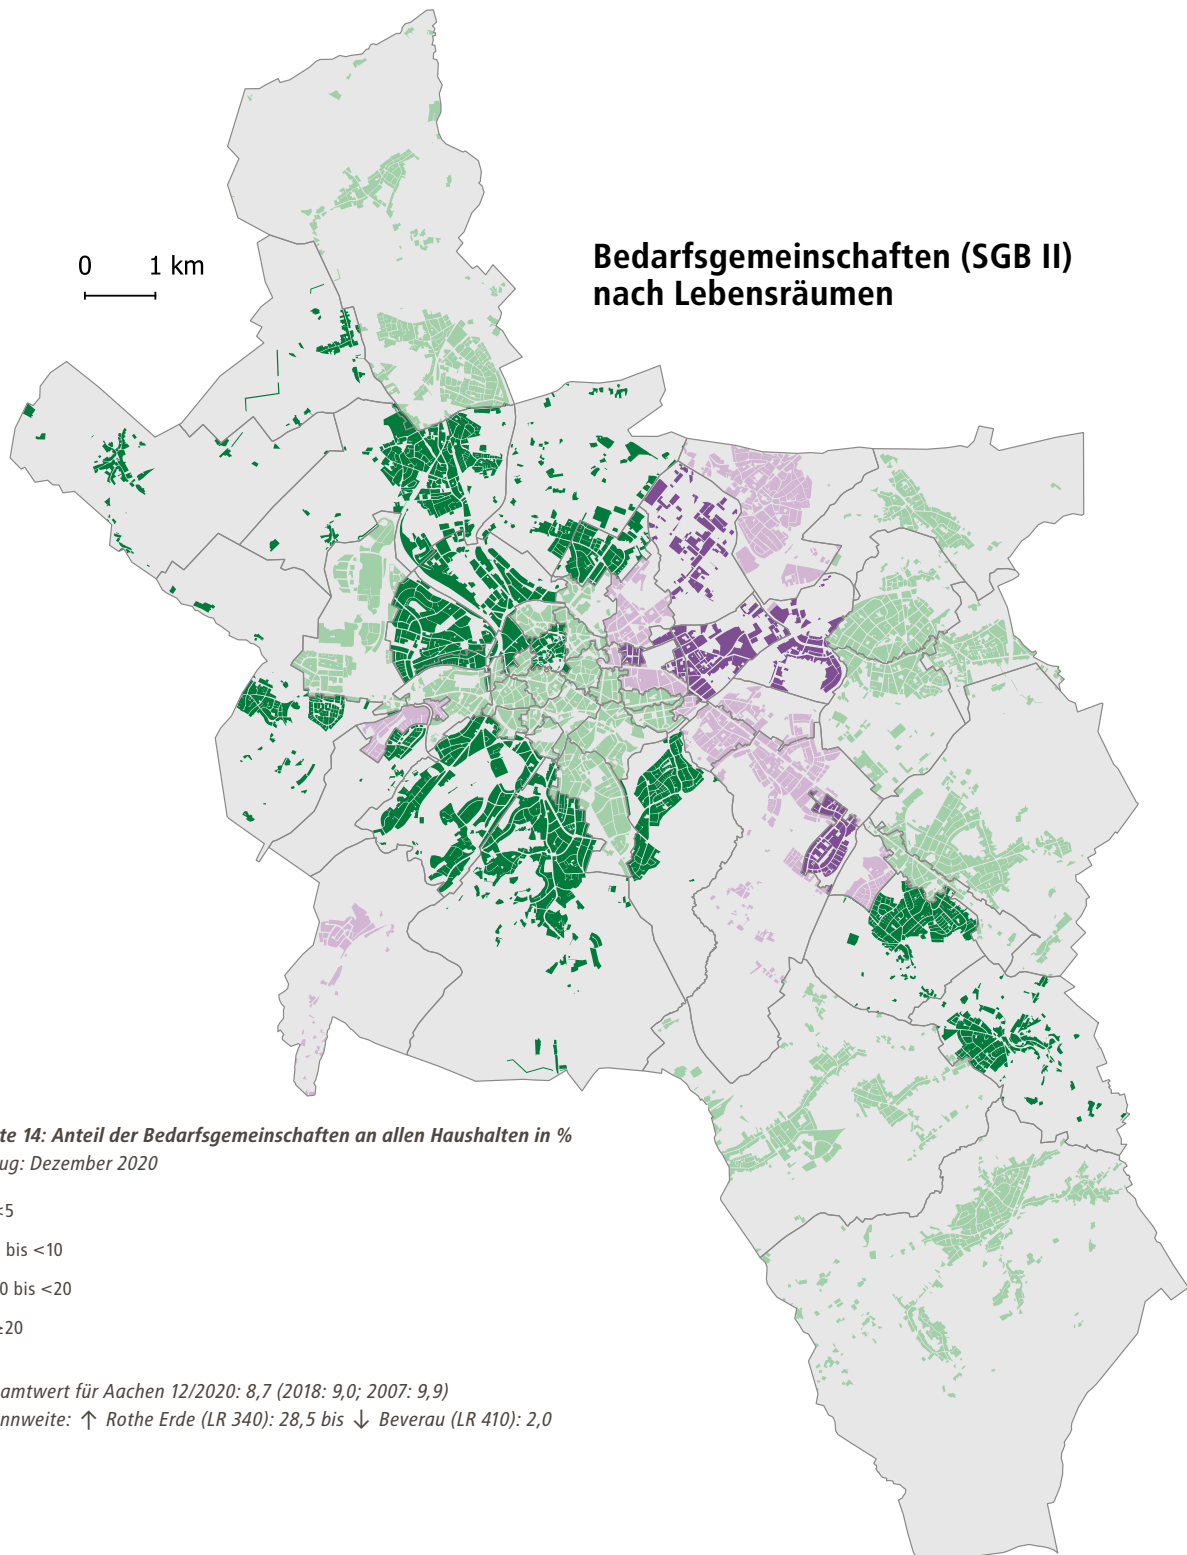 0 1 km
Bedarfsgemeinschaften (SGB II)
nach Lebensräumen
te 14: Anteil der Bedarfsgemeinschaften an allen Haushalten in %
ug: Dezember 2020
<5
bis <10
0 bis <20
≥20
amtwert für Aachen 12/2020: 8,7 (2018: 9,0; 2007: 9,9)
nnweite: ↑ Rothe Erde (LR 340): 28,5 bis ↓ Beverau (LR 410): 2,0